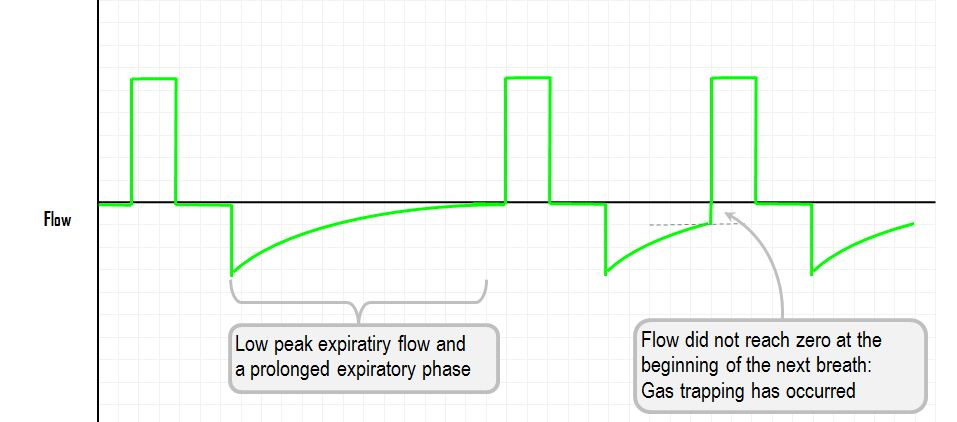 Flow
Low peak expiratiry flow and
a prolonged expiratory phase
Flow did not reach zero at the
beginning of the next breath:
Gas trapping has occurred